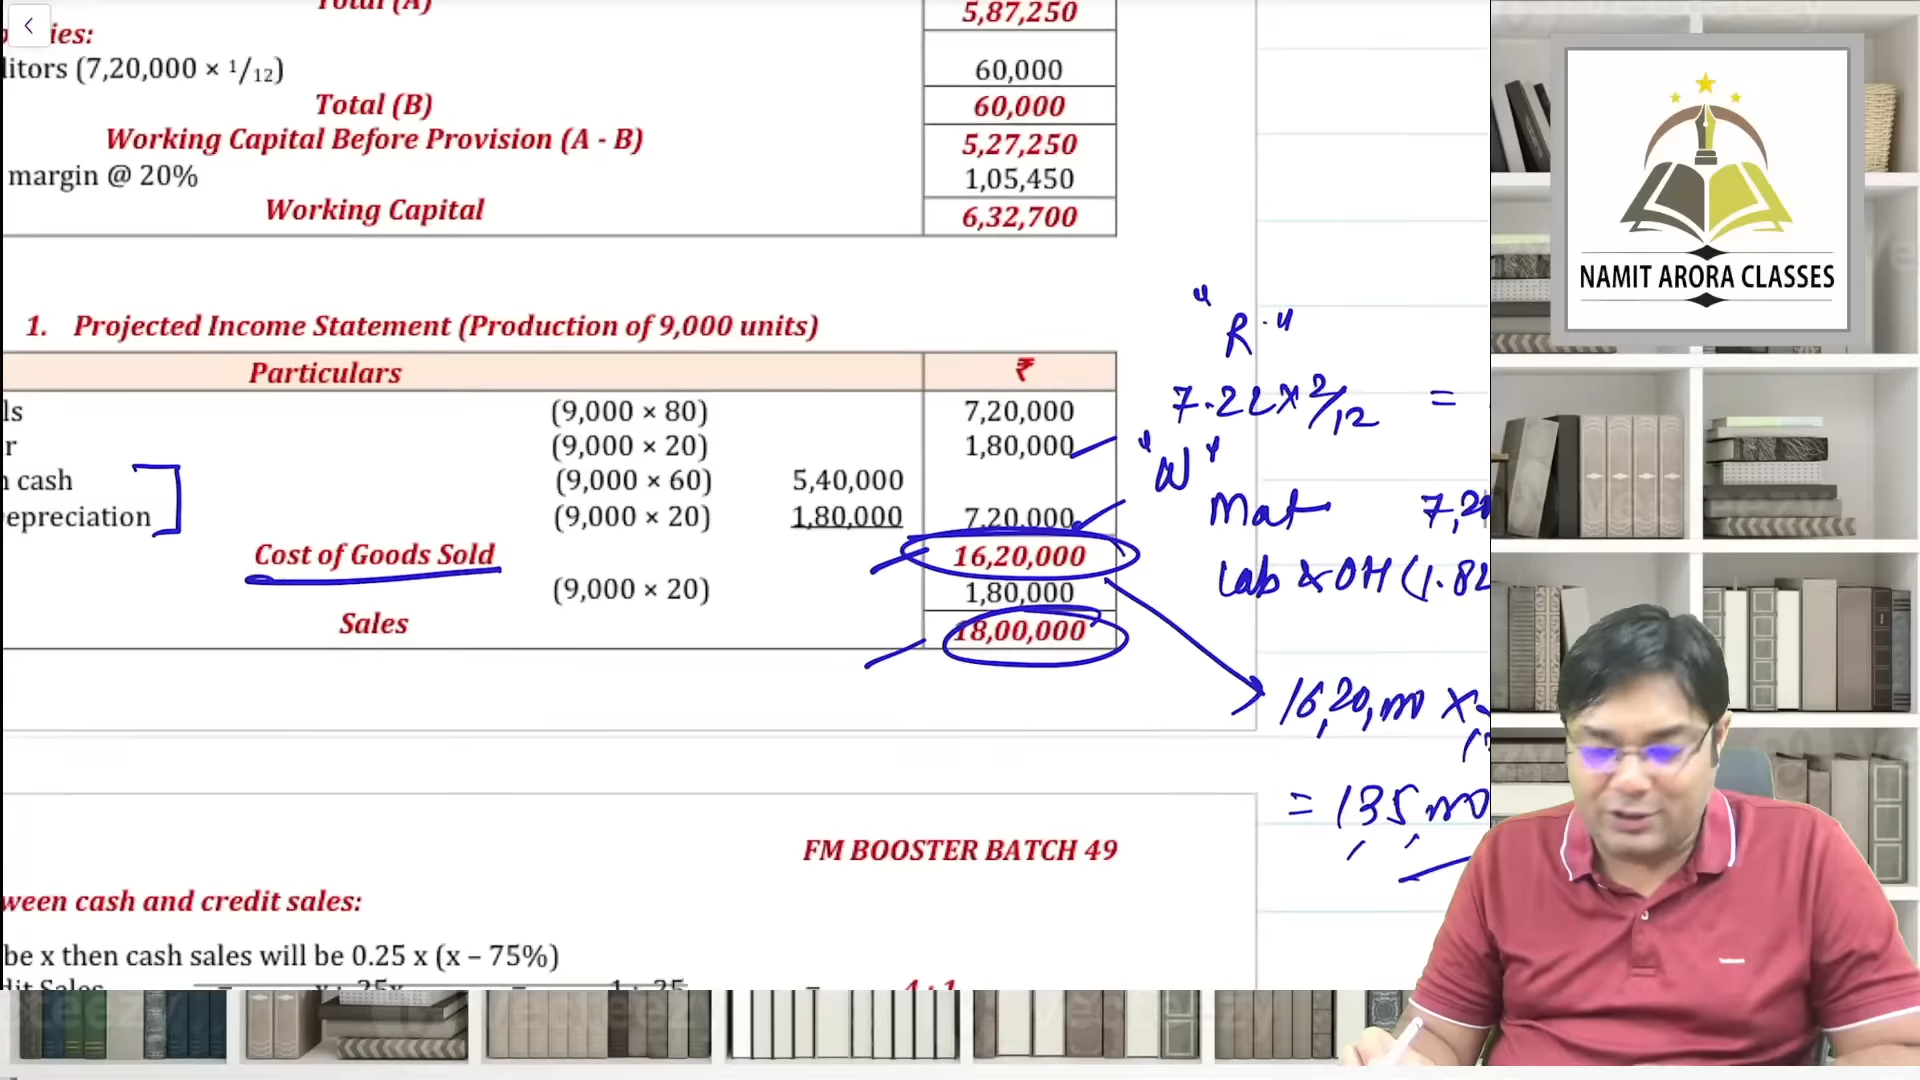 Total (A)
5,87,250
ies:
litors (7,20,000 × 1/12)
60,000
Total (B)
60,000
Working Capital Before Provision (A - B)
5,27,250
margin @ 20%
1,05,450
Working Capital
6,32,700
1. Projected Income Statement (Production of 9,000 units)
Particulars
₹
ls
(9,000 × 80)
7,20,000
r
(9,000 × 20)
1,80,000
n cash
(9,000 × 60)
5,40,000
epreciation
(9,000 × 20)
1,80,000
7,20,000
Cost of Goods Sold
16,20,000
(9,000 × 20)
1,80,000
Sales
18,00,000
"R."
7.2L × 2/12 =
"W"
Mat 7,20
Lab & OH (1.8L
16,20,000 ×
= 135,000
FM BOOSTER BATCH 49
ween cash and credit sales:
be x then cash sales will be 0.25 x (x – 75%)
NAMIT ARORA CLASSES